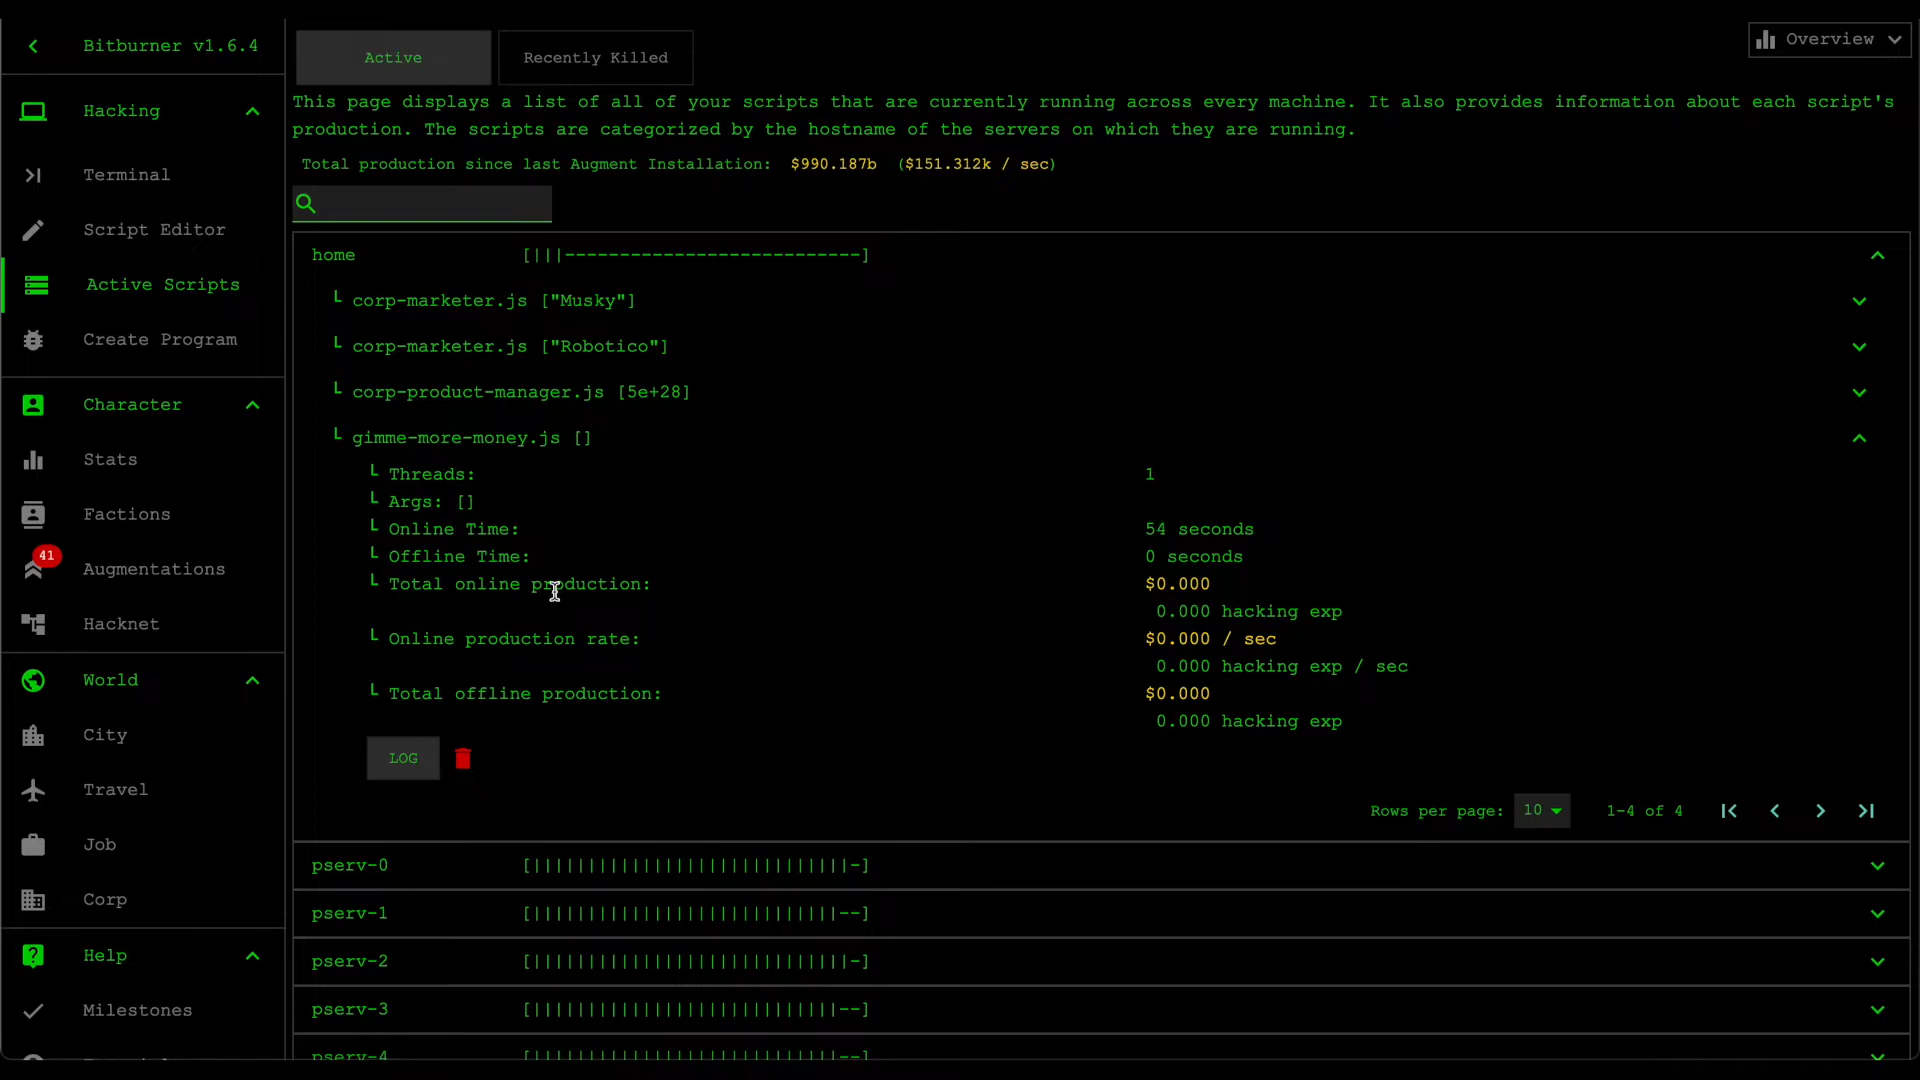 Bitburner v1.6.4
Hacking
Terminal
Script Editor
Active Scripts
Create Program
Character
Stats
Factions
41
Augmentations
Hacknet
World
City
Travel
Job
Corp
Help
Milestones
Active
Recently Killed
Overview
This page displays a list of all of your scripts that are currently running across every machine. It also provides information about each script's
production. The scripts are categorized by the hostname of the servers on which they are running.
Total production since last Augment Installation: $990.187b ($151.312k / sec)
home [|||---------------------------]
└ corp-marketer.js ["Musky"]
└ corp-marketer.js ["Robotico"]
└ corp-product-manager.js [5e+28]
└ gimme-more-money.js []
└ Threads: 1
└ Args: []
└ Online Time: 54 seconds
└ Offline Time: 0 seconds
└ Total online production: $0.000
0.000 hacking exp
└ Online production rate: $0.000 / sec
0.000 hacking exp / sec
└ Total offline production: $0.000
0.000 hacking exp
LOG
Rows per page: 10 1-4 of 4
pserv-0 [|||||||||||||||||||||||||||||-]
pserv-1 [||||||||||||||||||||||||||||--]
pserv-2 [|||||||||||||||||||||||||||||-]
pserv-3 [||||||||||||||||||||||||||||--]
pserv-4 [||||||||||||||||||||||||||||--]